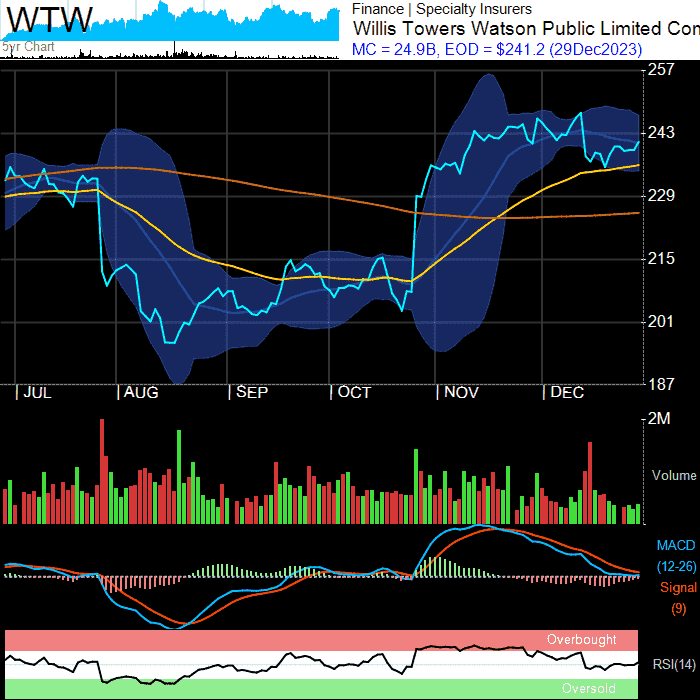 WTW
5yr Chart
Finance | Specialty Insurers
Willis Towers Watson Public Limited Con
MC = 24.9B, EOD = $241.2 (29Dec2023)
257
243
229
215
201
187
| JUL | AUG | SEP | OCT | NOV | DEC
2M
Volume
MACD
(12-26)
Signal
(9)
Overbought
RSI(14)
Oversold